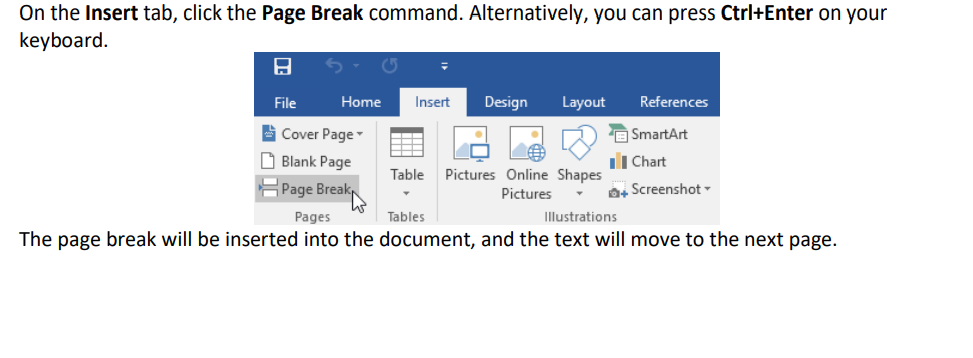 On the Insert tab, click the Page Break command. Alternatively, you can press Ctrl+Enter on your
keyboard.
File Home Insert Design Layout References
Cover Page
Blank Page
Page Break
Pages
Table
Tables
Pictures Online Pictures Shapes
SmartArt
Chart
Screenshot
Illustrations
The page break will be inserted into the document, and the text will move to the next page.